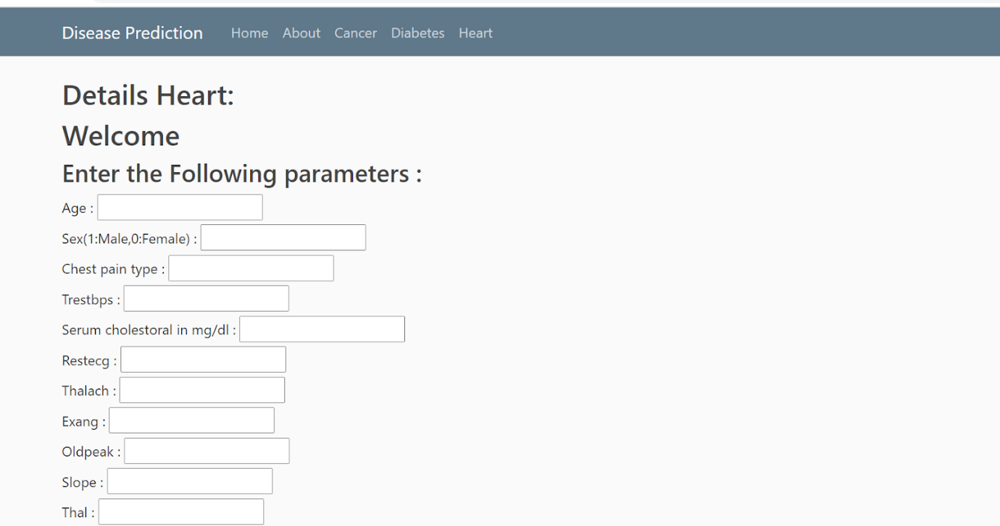 Disease Prediction Home About Cancer Diabetes Heart
Details Heart:
Welcome
Enter the Following parameters :
Age :
Sex(1:Male,0:Female) :
Chest pain type :
Trestbps :
Serum cholestoral in mg/dl :
Restecg :
Thalach :
Exang :
Oldpeak :
Slope :
Thal :